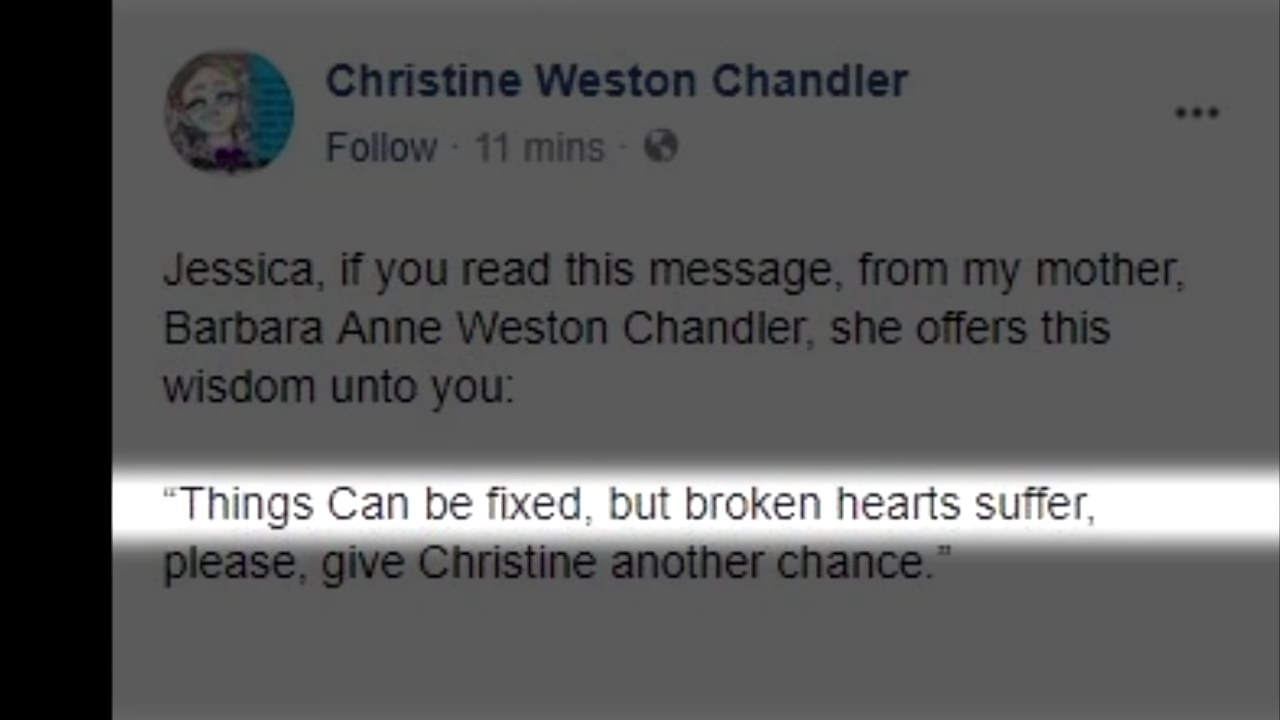 Christine Weston Chandler
Follow · 11 mins ·
Jessica, if you read this message, from my mother,
Barbara Anne Weston Chandler, she offers this
wisdom unto you:
“Things Can be fixed, but broken hearts suffer,
please, give Christine another chance.”